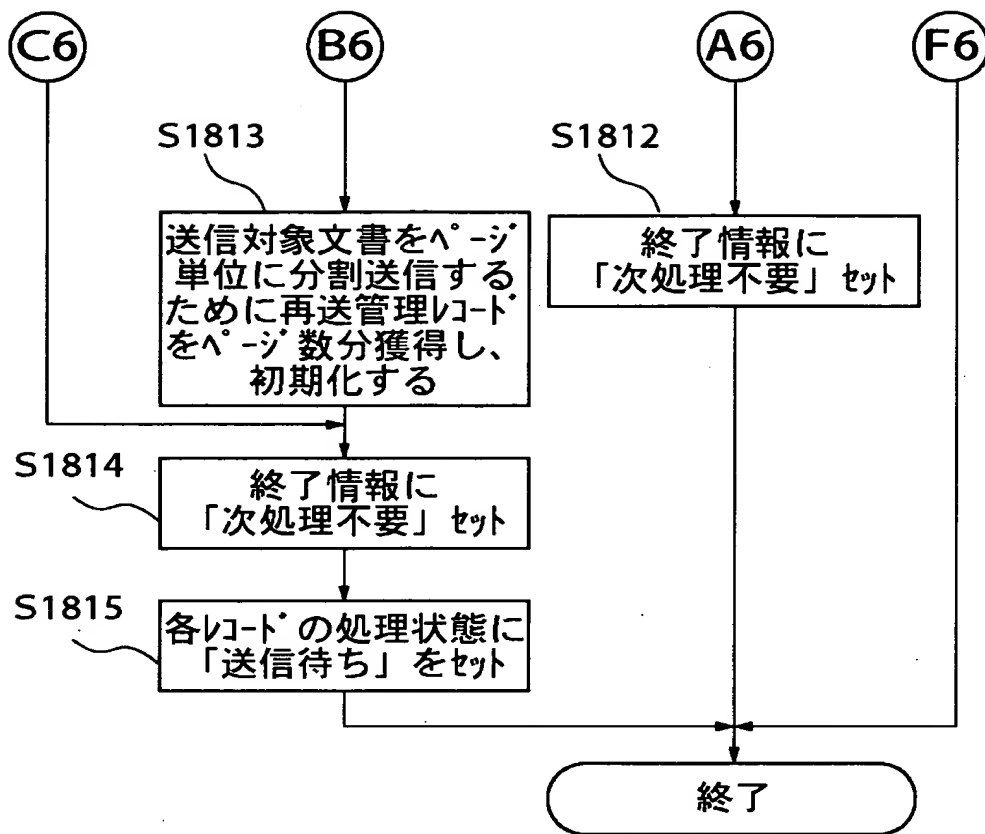 C6
B6
A6
F6
S1813
送信対象文書をﾍﾟｰｼﾞ
単位に分割送信する
ために再送管理ﾚｺｰﾄﾞ
をﾍﾟｰｼﾞ数分獲得し、
初期化する
S1812
終了情報に
「次処理不要」ｾｯﾄ
S1814
終了情報に
「次処理不要」ｾｯﾄ
S1815
各ﾚｺｰﾄﾞの処理状態に
「送信待ち」をｾｯﾄ
終了